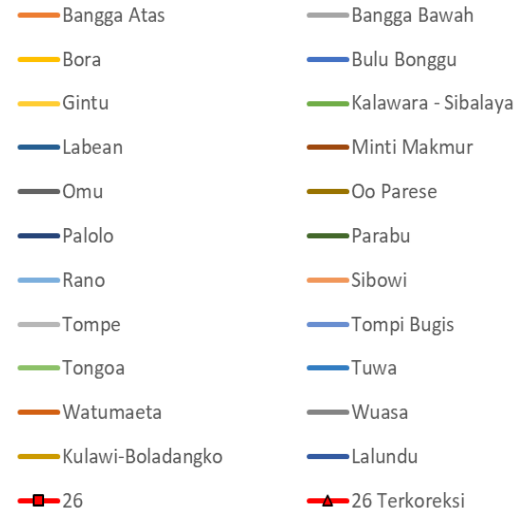 Bangga Atas Bangga Bawah
Bora Bulu Bonggu
Gintu Kalawara - Sibalaya
Labean Minti Makmur
Omu Oo Parese
Palolo Parabu
Rano Sibowi
Tompe Tompi Bugis
Tongoa Tuwa
Watumaeta Wuasa
Kulawi-Boladangko Lalundu
26 26 Terkoreksi